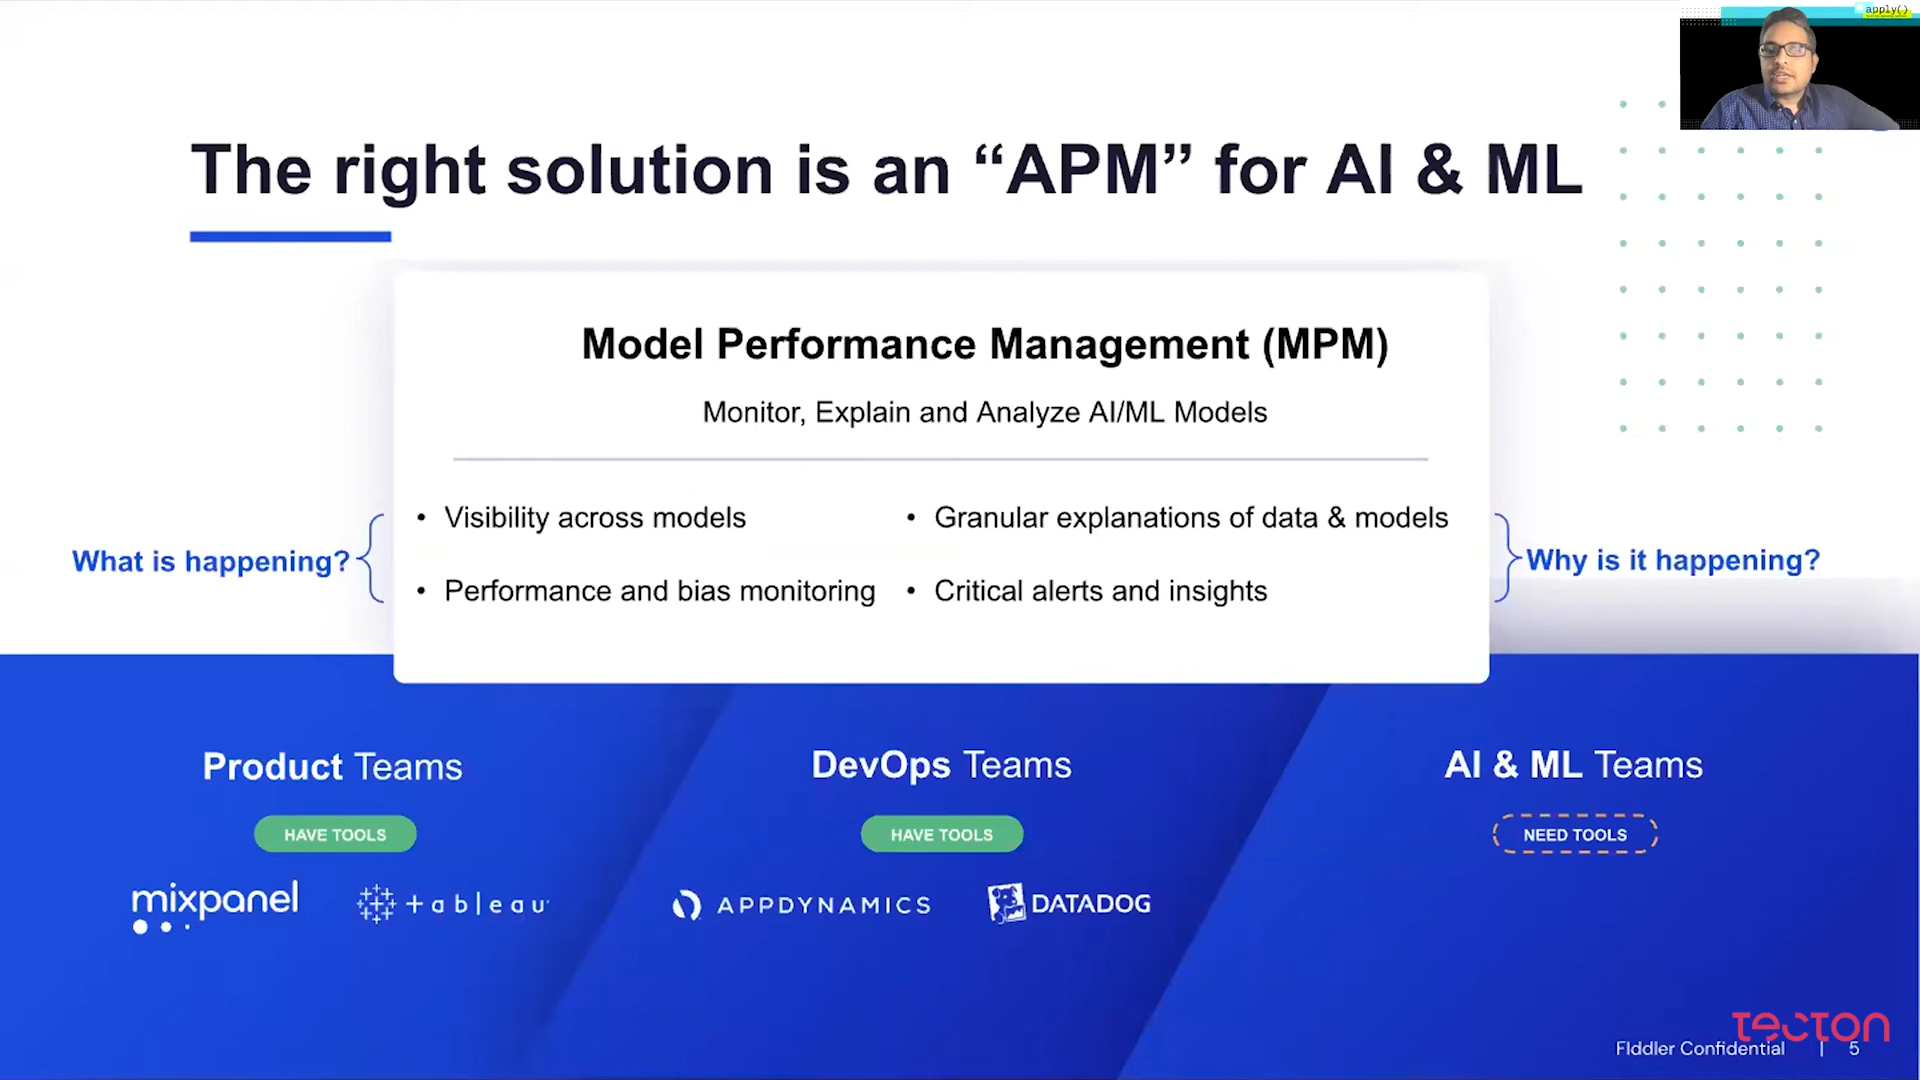 apply()
The right solution is an “APM” for AI & ML
Model Performance Management (MPM)
Monitor, Explain and Analyze AI/ML Models
What is happening?
• Visibility across models
• Performance and bias monitoring
• Granular explanations of data & models
• Critical alerts and insights
Why is it happening?
Product Teams
HAVE TOOLS
mixpanel
+ableau
DevOps Teams
HAVE TOOLS
APPDYNAMICS
DATADOG
AI & ML Teams
NEED TOOLS
tecton
FIddler Confidential | 5